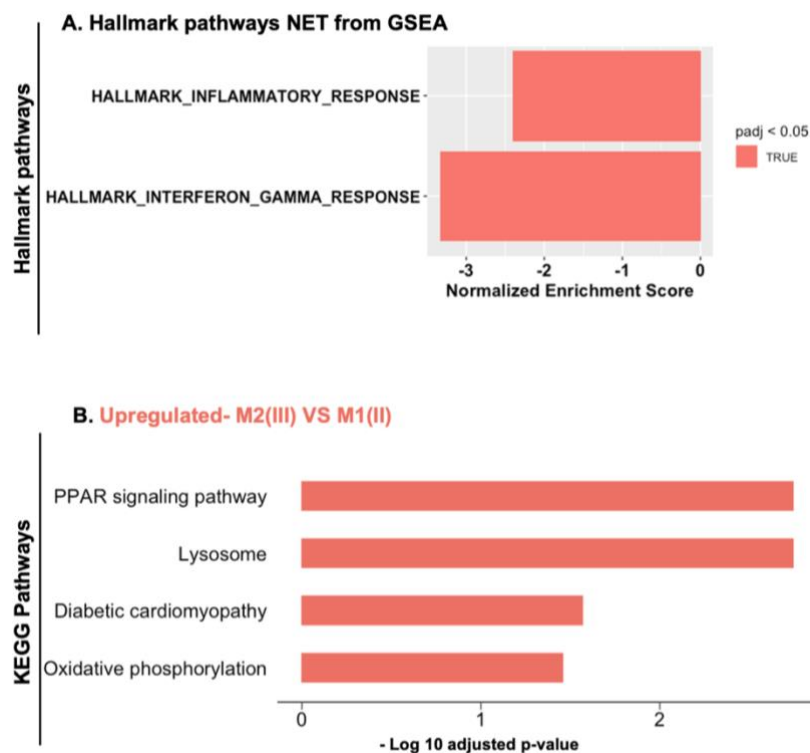 A. Hallmark pathways NET from GSEA
Hallmark pathways
HALLMARK_INFLAMMATORY_RESPONSE
HALLMARK_INTERFERON_GAMMA_RESPONSE
padj < 0.05
TRUE
-3 -2 -1 0
Normalized Enrichment Score
B. Upregulated- M2(III) VS M1(II)
KEGG Pathways
PPAR signaling pathway
Lysosome
Diabetic cardiomyopathy
Oxidative phosphorylation
0 1 2
- Log 10 adjusted p-value